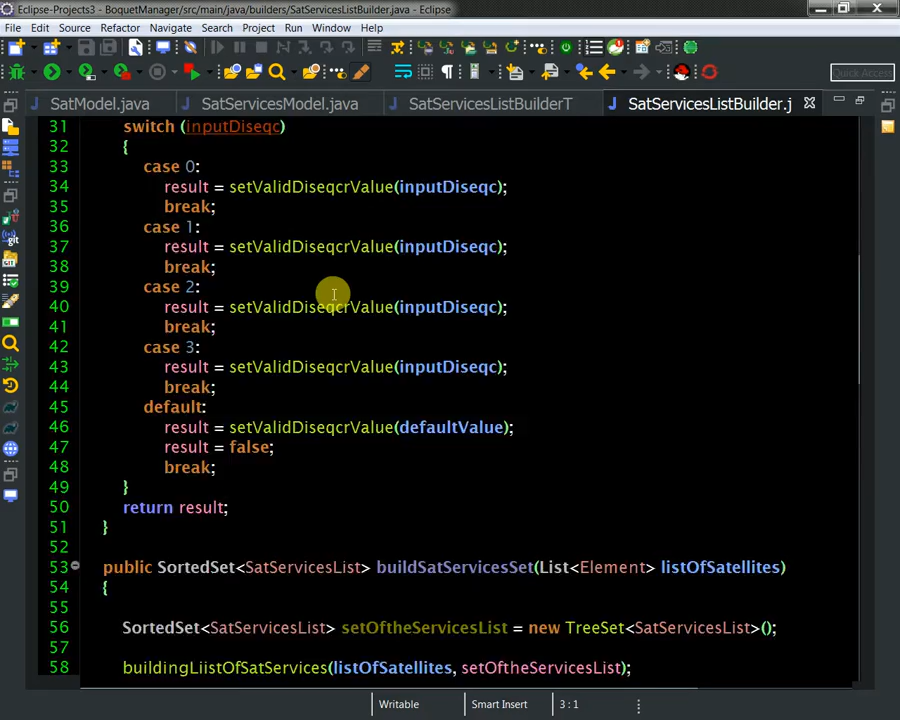 Eclipse-Projects3 - BoquetManager/src/main/java/builders/SatServicesListBuilder.java - Eclipse
File Edit Source Refactor Navigate Search Project Run Window Help
Quick Access
SatModel.java SatServicesModel.java SatServicesListBuilderT SatServicesListBuilder.j
31 switch (inputDiseqc)
32 {
33 case 0:
34 result = setValidDiseqcrValue(inputDiseqc);
35 break;
36 case 1:
37 result = setValidDiseqcrValue(inputDiseqc);
38 break;
39 case 2:
40 result = setValidDiseqcrValue(inputDiseqc);
41 break;
42 case 3:
43 result = setValidDiseqcrValue(inputDiseqc);
44 break;
45 default:
46 result = setValidDiseqcrValue(defaultValue);
47 result = false;
48 break;
49 }
50 return result;
51 }
52
53 public SortedSet<SatServicesList> buildSatServicesSet(List<Element> listOfSatellites)
54 {
55
56 SortedSet<SatServicesList> setOftheServicesList = new TreeSet<SatServicesList>();
57
58 buildingLiistOfSatServices(listOfSatellites, setOftheServicesList);
Writable Smart Insert 3 : 1